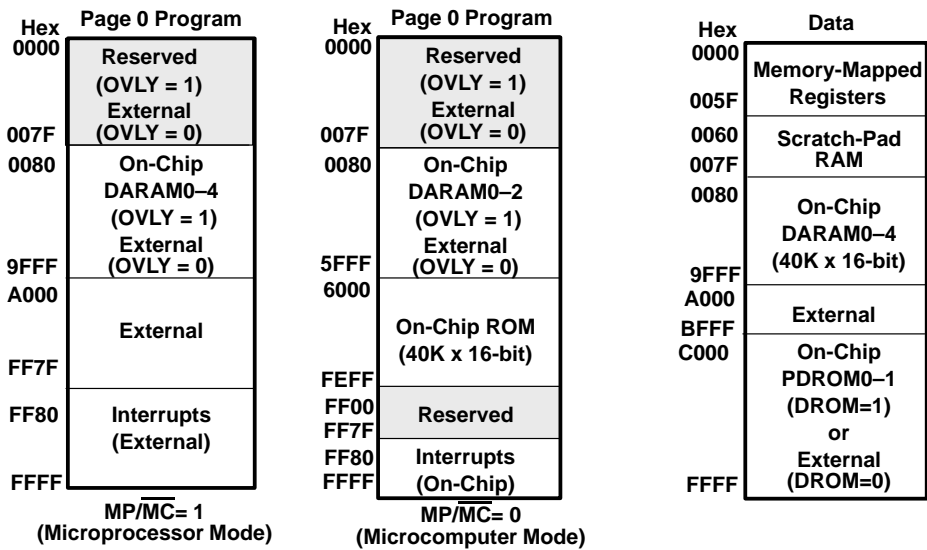 Hex
Page 0 Program
0000
Reserved
(OVLY = 1)
External
(OVLY = 0)
007F
0080
On-Chip
DARAM0–4
(OVLY = 1)
External
(OVLY = 0)
9FFF
A000
External
FF7F
FF80
Interrupts
(External)
FFFF
MP/MC= 1
(Microprocessor Mode)
Hex
Page 0 Program
0000
Reserved
(OVLY = 1)
External
(OVLY = 0)
007F
0080
On-Chip
DARAM0–2
(OVLY = 1)
External
(OVLY = 0)
5FFF
6000
On-Chip ROM
(40K x 16-bit)
FEFF
FF00
Reserved
FF7F
FF80
Interrupts
(On-Chip)
FFFF
MP/MC= 0
(Microcomputer Mode)
Hex
Data
0000
Memory-Mapped
Registers
005F
0060
Scratch-Pad
RAM
007F
0080
On-Chip
DARAM0–4
(40K x 16-bit)
9FFF
A000
External
BFFF
C000
On-Chip
PDROM0–1
(DROM=1)
or
External
(DROM=0)
FFFF